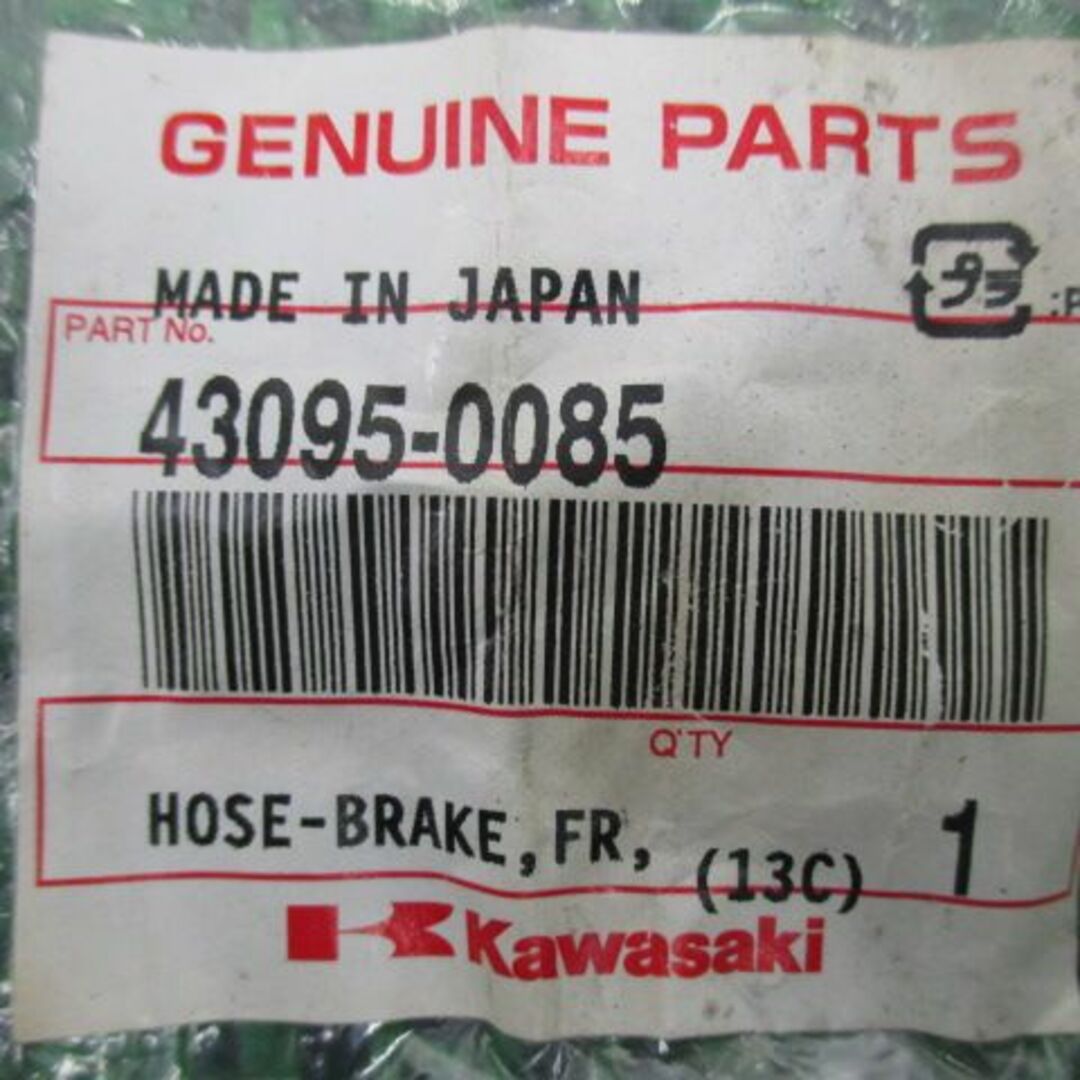 GENUINE PARTS
MADE IN JAPAN
プラ :P
PART No.
43095-0085
Q'TY
HOSE-BRAKE,FR, (13C) 1
Kawasaki